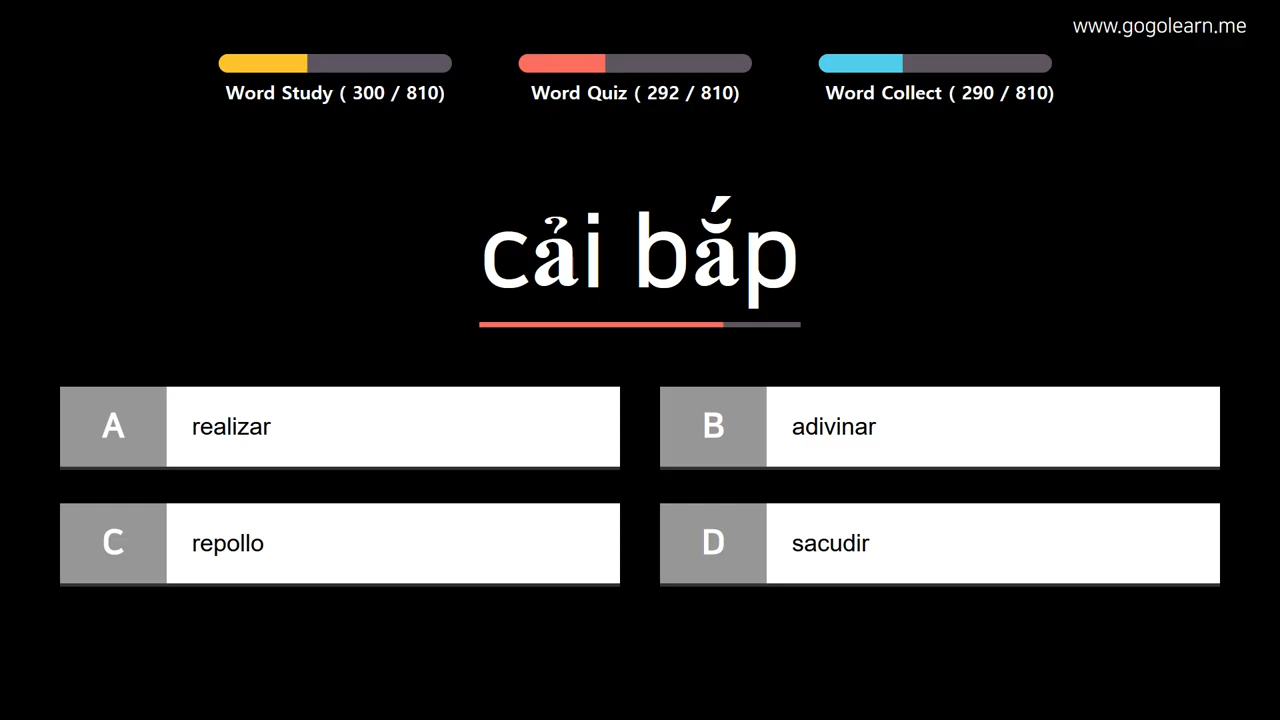 www.gogolearn.me
Word Study ( 300 / 810)
Word Quiz ( 292 / 810)
Word Collect ( 290 / 810)
cải bắp
A realizar
B adivinar
C repollo
D sacudir